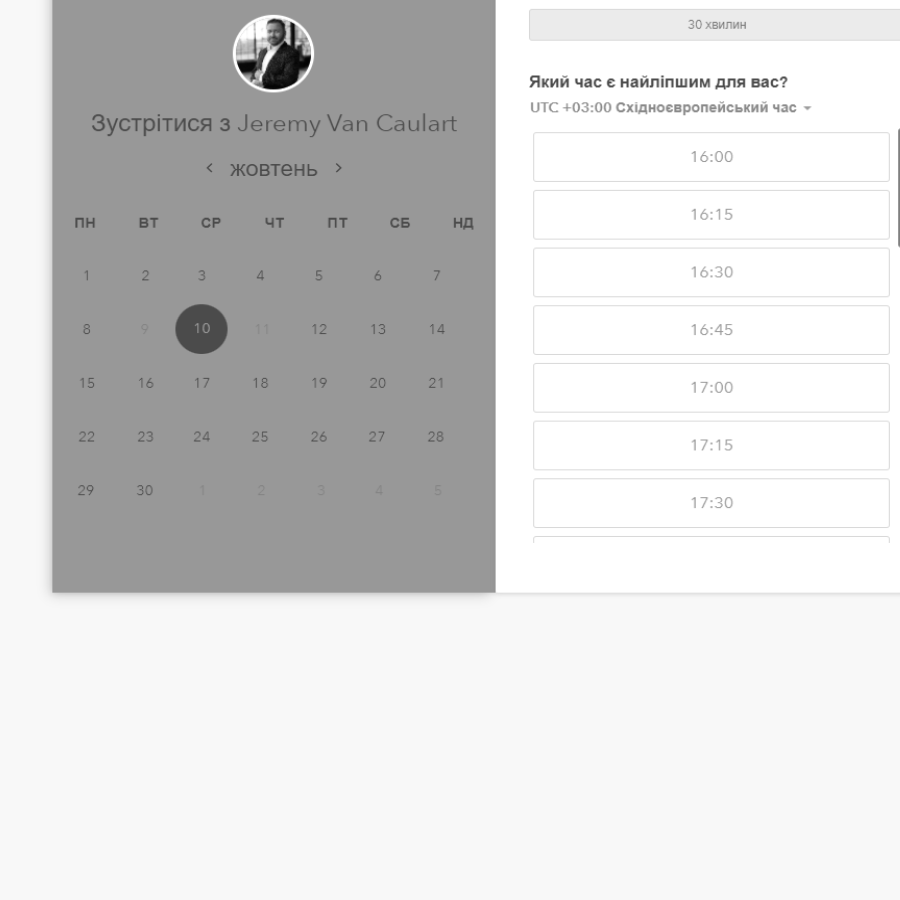 Зустрітися з Jeremy Van Caulart
жовтень
ПН ВТ СР ЧТ ПТ СБ НД
1 2 3 4 5 6 7
8 9 10 11 12 13 14
15 16 17 18 19 20 21
22 23 24 25 26 27 28
29 30 1 2 3 4 5
30 хвилин
Який час є найліпшим для вас?
UTC +03:00 Східноєвропейський час
16:00
16:15
16:30
16:45
17:00
17:15
17:30